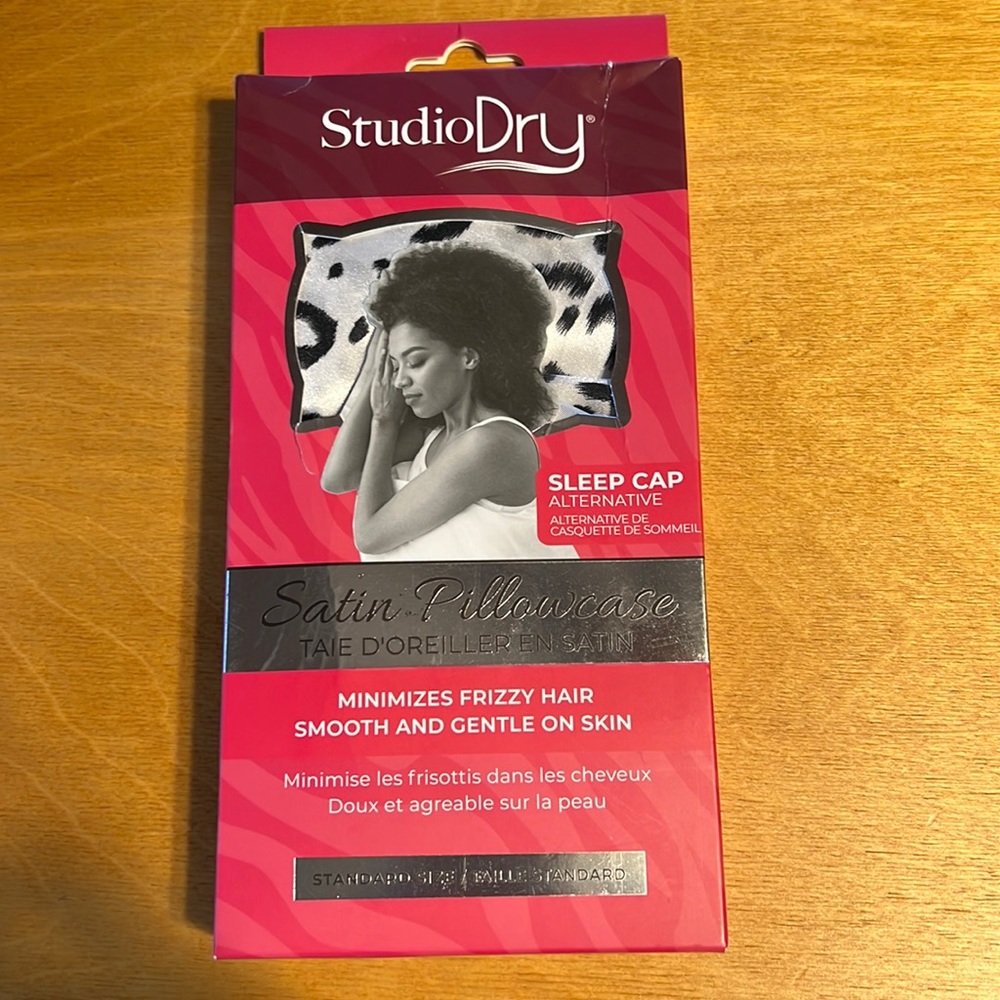 StudioDry®
SLEEP CAP
ALTERNATIVE
ALTERNATIVE DE
CASQUETTE DE SOMMEIL
Satin Pillowcase
TAIE D'OREILLER EN SATIN
MINIMIZES FRIZZY HAIR
SMOOTH AND GENTLE ON SKIN
Minimise les frisottis dans les cheveux
Doux et agreable sur la peau
STANDARD SIZE / TAILLE STANDARD